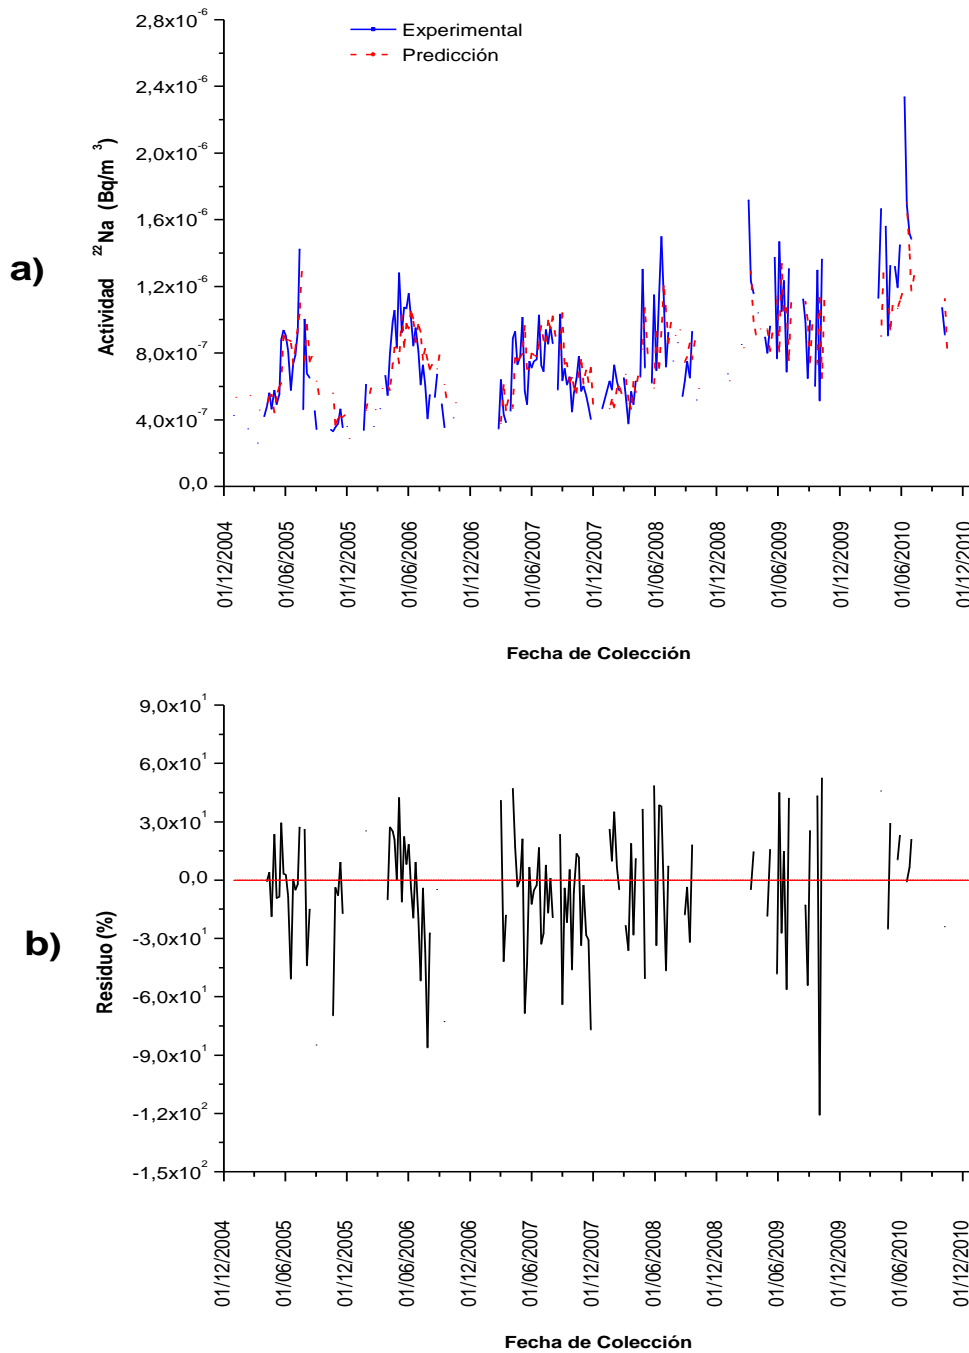 2,8x10⁻⁶
2,4x10⁻⁶
2,0x10⁻⁶
1,6x10⁻⁶
1,2x10⁻⁶
8,0x10⁻⁷
4,0x10⁻⁷
0,0
Actividad ²²Na (Bq/m³)
a)
Experimental
Predicción
01/12/2004
01/06/2005
01/12/2005
01/06/2006
01/12/2006
01/06/2007
01/12/2007
01/06/2008
01/12/2008
01/06/2009
01/12/2009
01/06/2010
01/12/2010
Fecha de Colección
9,0x10¹
6,0x10¹
3,0x10¹
0,0
-3,0x10¹
-6,0x10¹
-9,0x10¹
-1,2x10²
-1,5x10²
Residuo (%)
b)
01/12/2004
01/06/2005
01/12/2005
01/06/2006
01/12/2006
01/06/2007
01/12/2007
01/06/2008
01/12/2008
01/06/2009
01/12/2009
01/06/2010
01/12/2010
Fecha de Colección